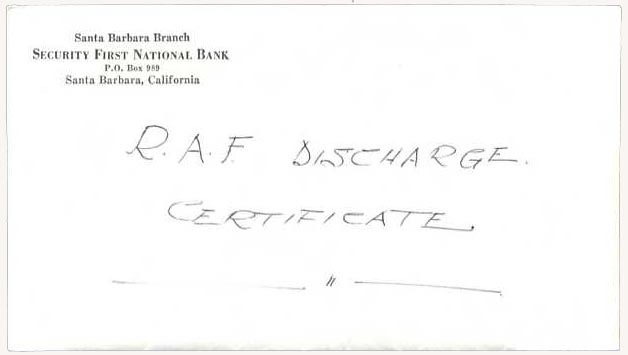 Santa Barbara Branch
SECURITY FIRST NATIONAL BANK
P.O. Box 989
Santa Barbara, California
R.A.F. DISCHARGE.
CERTIFICATE.
——— " ———